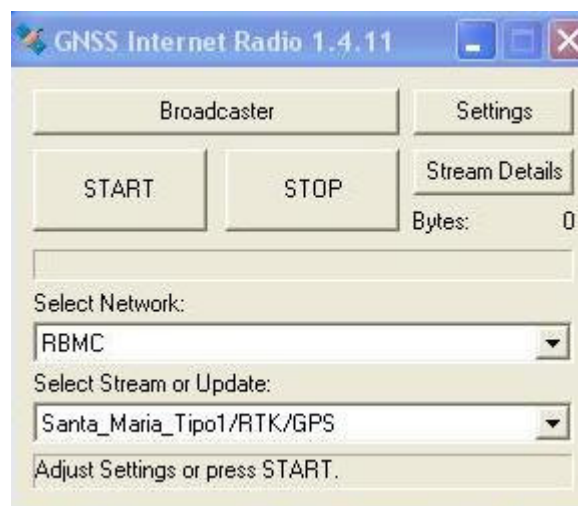 GNSS Internet Radio 1.4.11
Broadcaster
Settings
START
STOP
Stream Details
Bytes: 0
Select Network:
RBMC
Select Stream or Update:
Santa_Maria_Tipo1/RTK/GPS
Adjust Settings or press START.